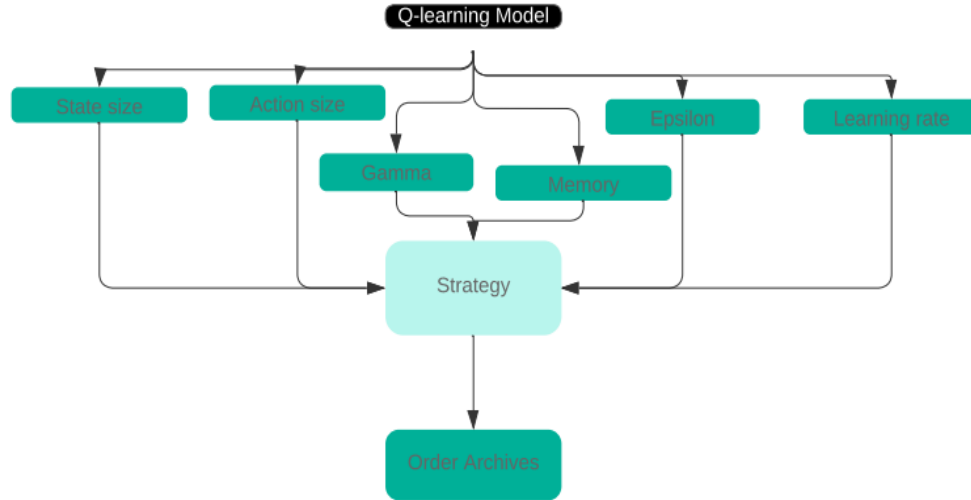 Q-learning Model
State size
Action size
Epsilon
Learning rate
Gamma
Memory
Strategy
Order Archives